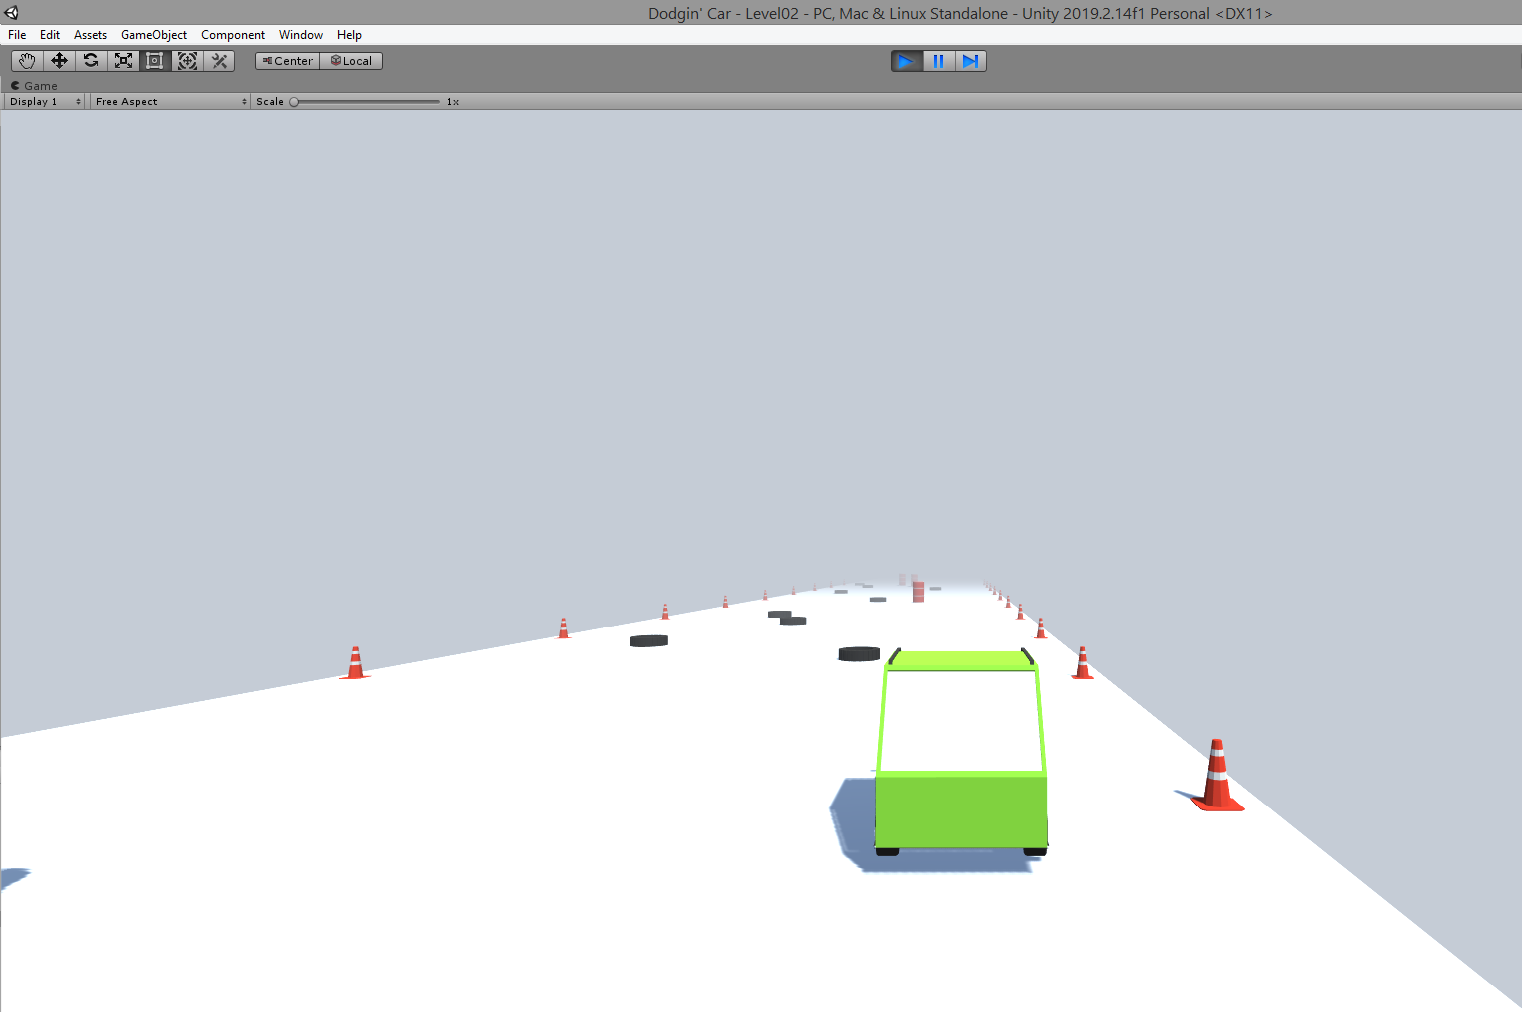 Dodgin' Car - Level02 - PC, Mac & Linux Standalone - Unity 2019.2.14f1 Personal <DX11>
File Edit Assets GameObject Component Window Help
Center Local
Game
Display 1 Free Aspect Scale 1x